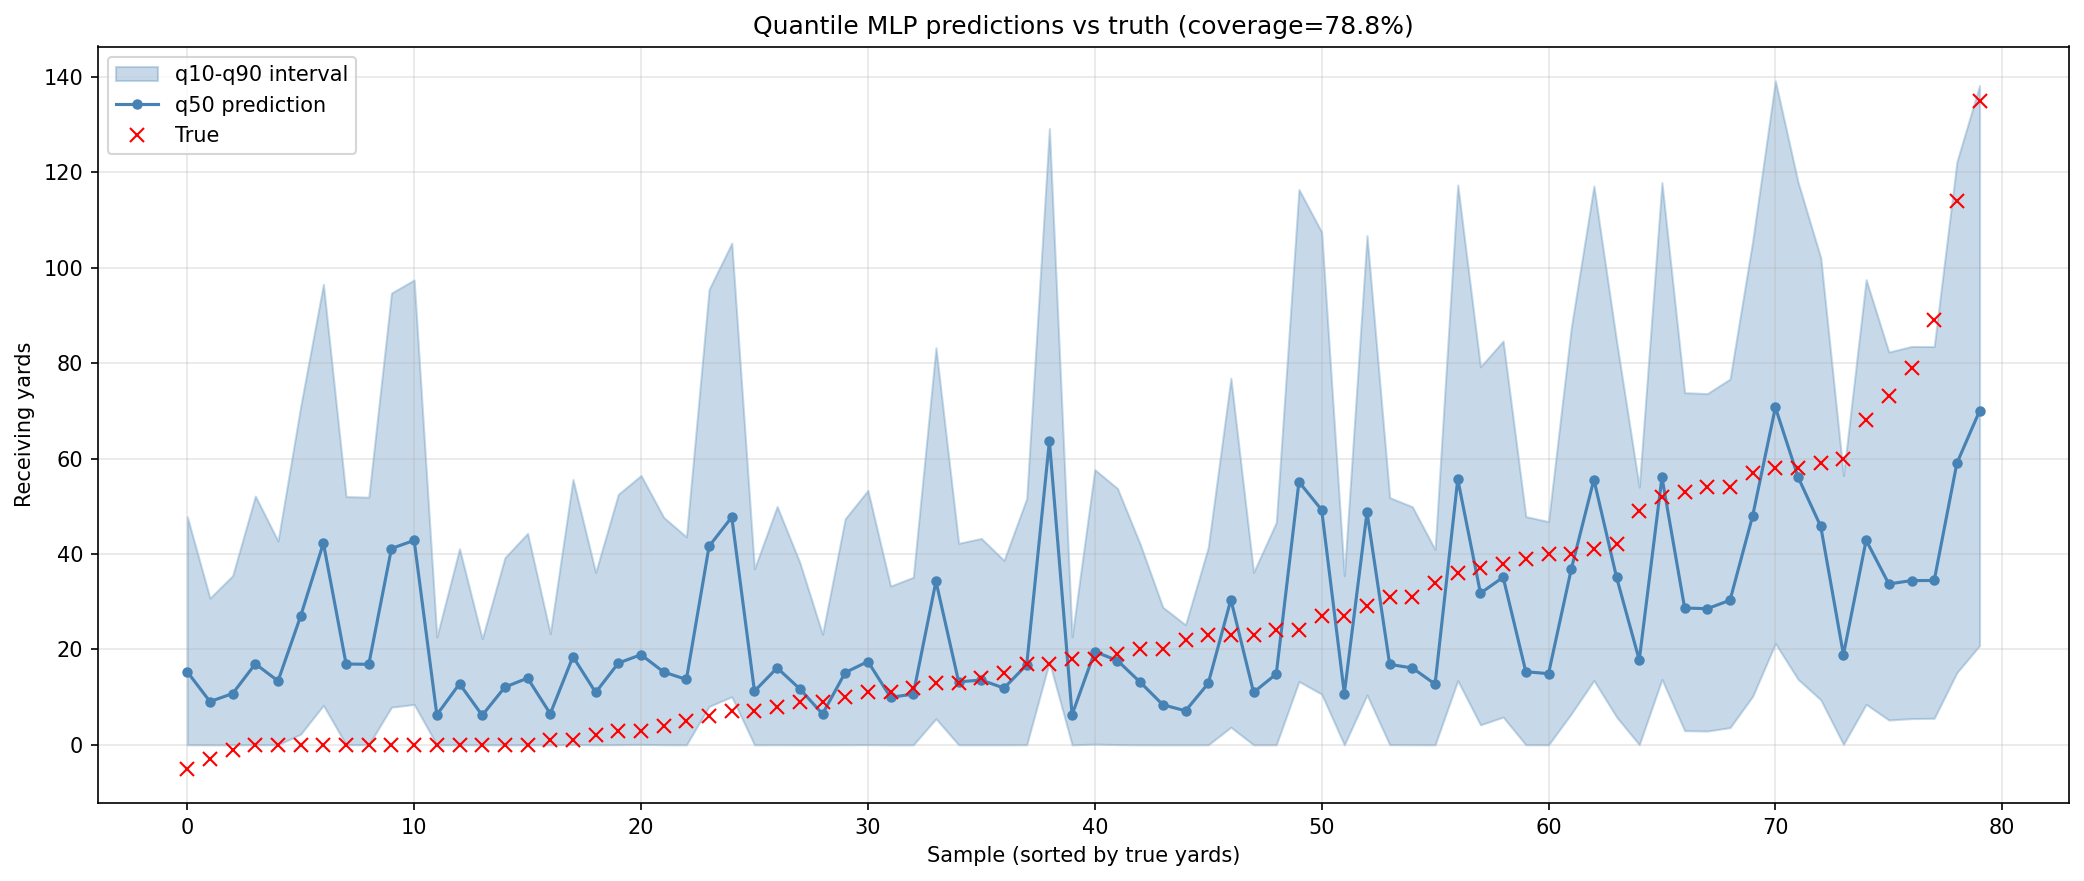 Quantile MLP predictions vs truth (coverage=78.8%)
q10-q90 interval
q50 prediction
True
Receiving yards
140
120
100
80
60
40
20
0
0 10 20 30 40 50 60 70 80
Sample (sorted by true yards)